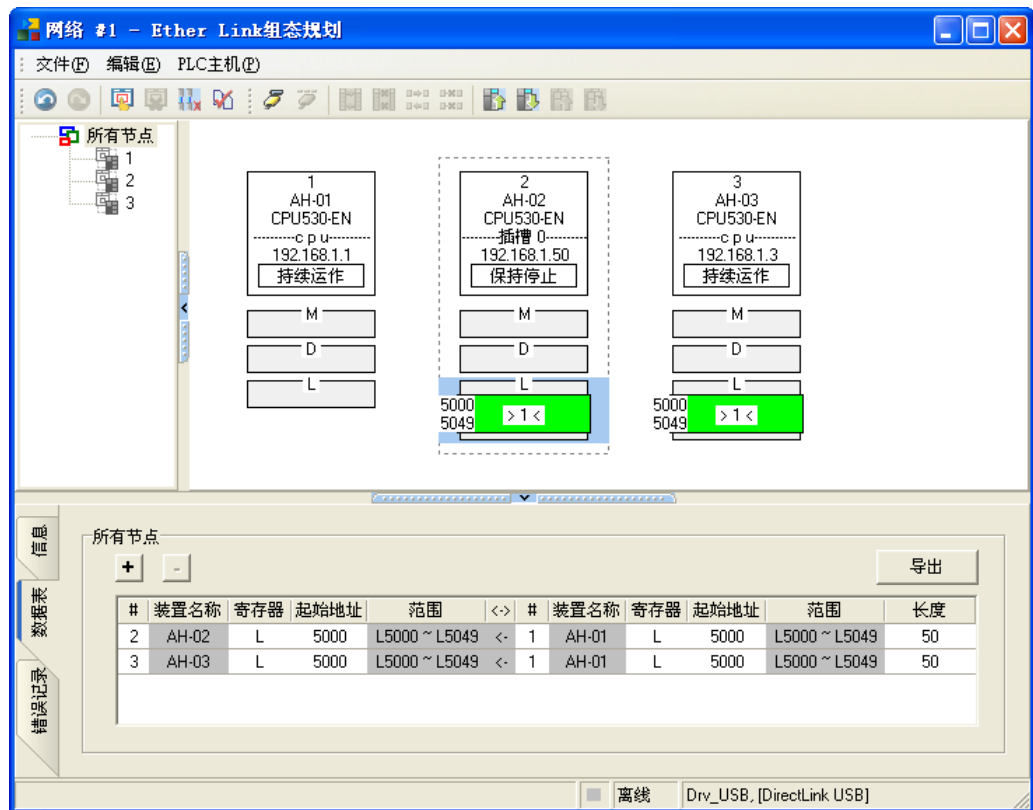 网络 #1 - Ether Link组态规划
文件(F) 编辑(E) PLC主机(P)
所有节点
1
2
3
1
AH-01
CPU530-EN
c p u
192.168.1.1
持续运作
M
D
L
2
AH-02
CPU530-EN
插槽 0
192.168.1.50
保持停止
M
D
L
5000
5049
> 1 <
3
AH-03
CPU530-EN
c p u
192.168.1.3
持续运作
M
D
L
5000
5049
> 1 <
信息
数据表
错误记录
所有节点
+ -
导出
# 装置名称 寄存器 起始地址 范围 <-> # 装置名称 寄存器 起始地址 范围 长度
2 AH-02 L 5000 L5000 ~ L5049 <- 1 AH-01 L 5000 L5000 ~ L5049 50
3 AH-03 L 5000 L5000 ~ L5049 <- 1 AH-01 L 5000 L5000 ~ L5049 50
离线 Drv_USB, [DirectLink USB]